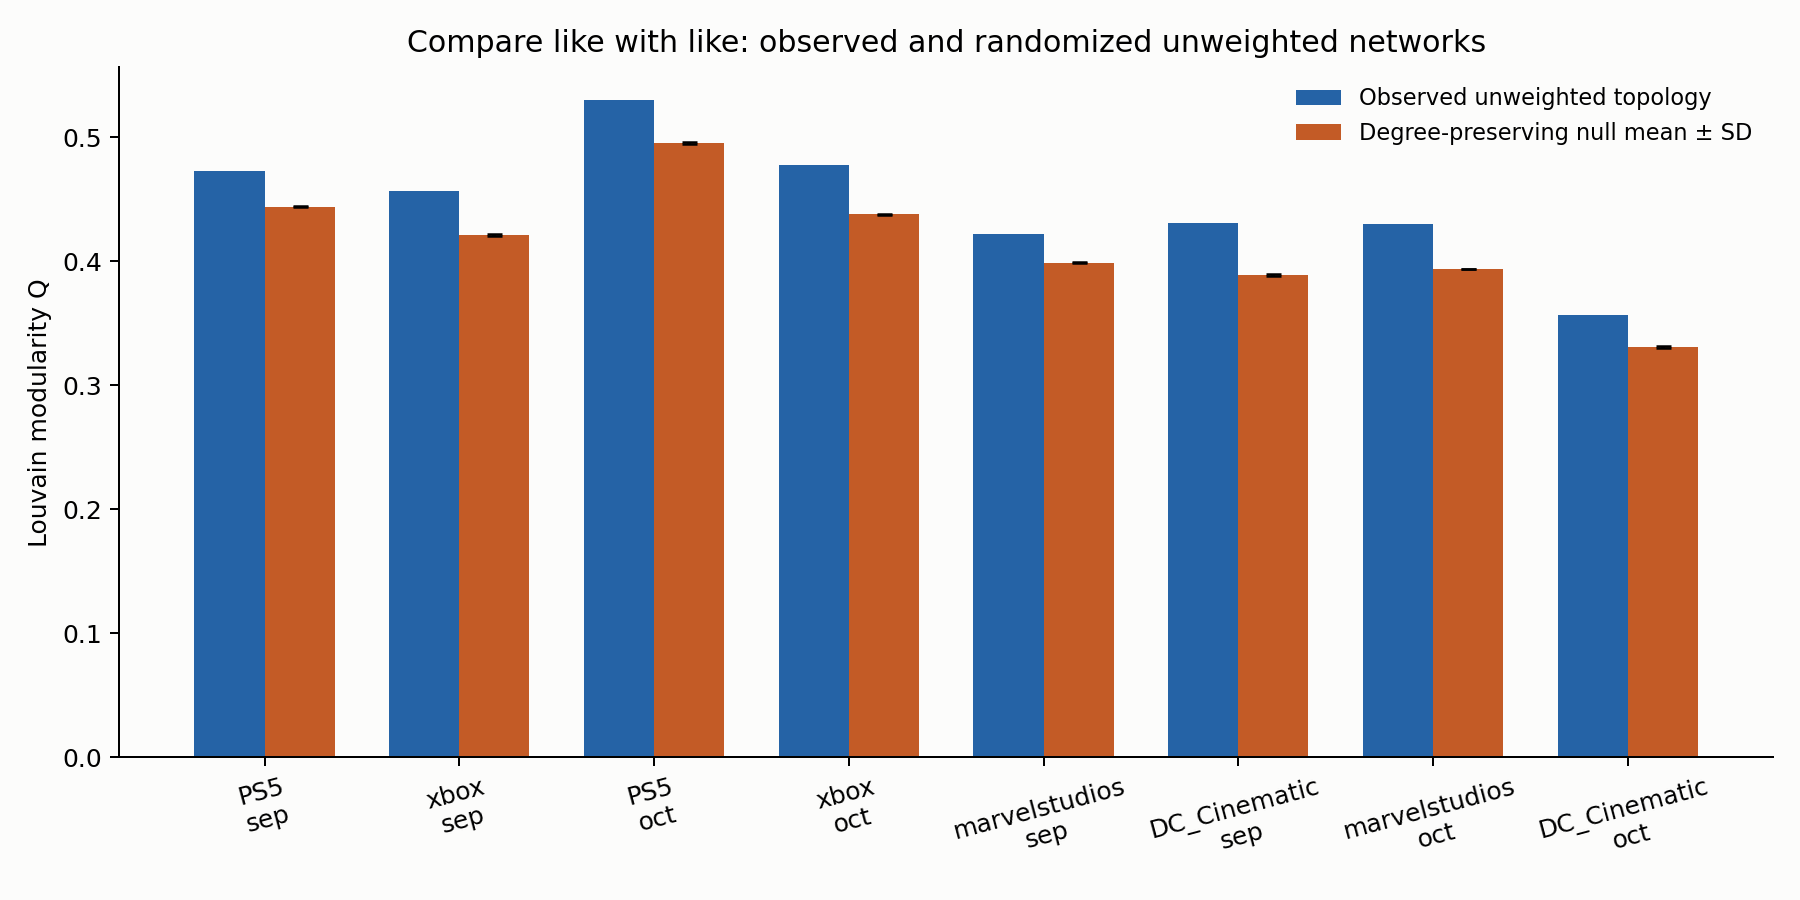 Compare like with like: observed and randomized unweighted networks
Observed unweighted topology
Degree-preserving null mean ± SD
Louvain modularity Q
0.5
0.4
0.3
0.2
0.1
0.0
PS5
sep
xbox
sep
PS5
oct
xbox
oct
marvelstudios
sep
DC_Cinematic
sep
marvelstudios
oct
DC_Cinematic
oct